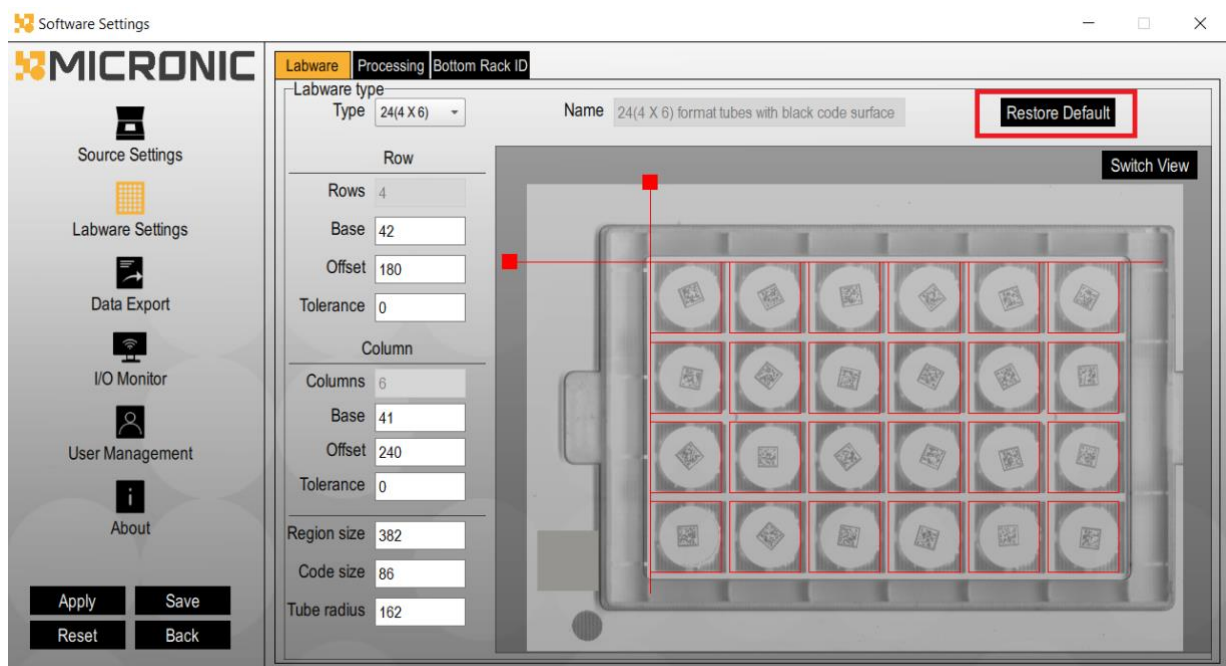 Software Settings
MICRONIC
Source Settings
Labware Settings
Data Export
I/O Monitor
User Management
About
Apply Save
Reset Back
Labware Processing Bottom Rack ID
Labware type
Type 24(4 X 6) Name 24(4 X 6) format tubes with black code surface Restore Default
Switch View
Row
Rows 4
Base 42
Offset 180
Tolerance 0
Column
Columns 6
Base 41
Offset 240
Tolerance 0
Region size 382
Code size 86
Tube radius 162